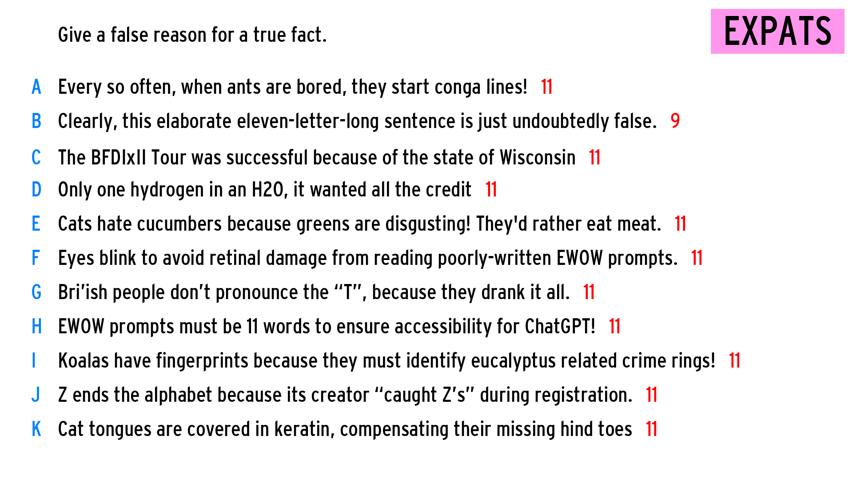 Give a false reason for a true fact.
EXPATS
A Every so often, when ants are bored, they start conga lines! 11
B Clearly, this elaborate eleven-letter-long sentence is just undoubtedly false. 9
C The BFDIxII Tour was successful because of the state of Wisconsin 11
D Only one hydrogen in an H2O, it wanted all the credit 11
E Cats hate cucumbers because greens are disgusting! They'd rather eat meat. 11
F Eyes blink to avoid retinal damage from reading poorly-written EWOW prompts. 11
G Bri’ish people don’t pronounce the “T”, because they drank it all. 11
H EWOW prompts must be 11 words to ensure accessibility for ChatGPT! 11
I Koalas have fingerprints because they must identify eucalyptus related crime rings! 11
J Z ends the alphabet because its creator “caught Z’s” during registration. 11
K Cat tongues are covered in keratin, compensating their missing hind toes 11